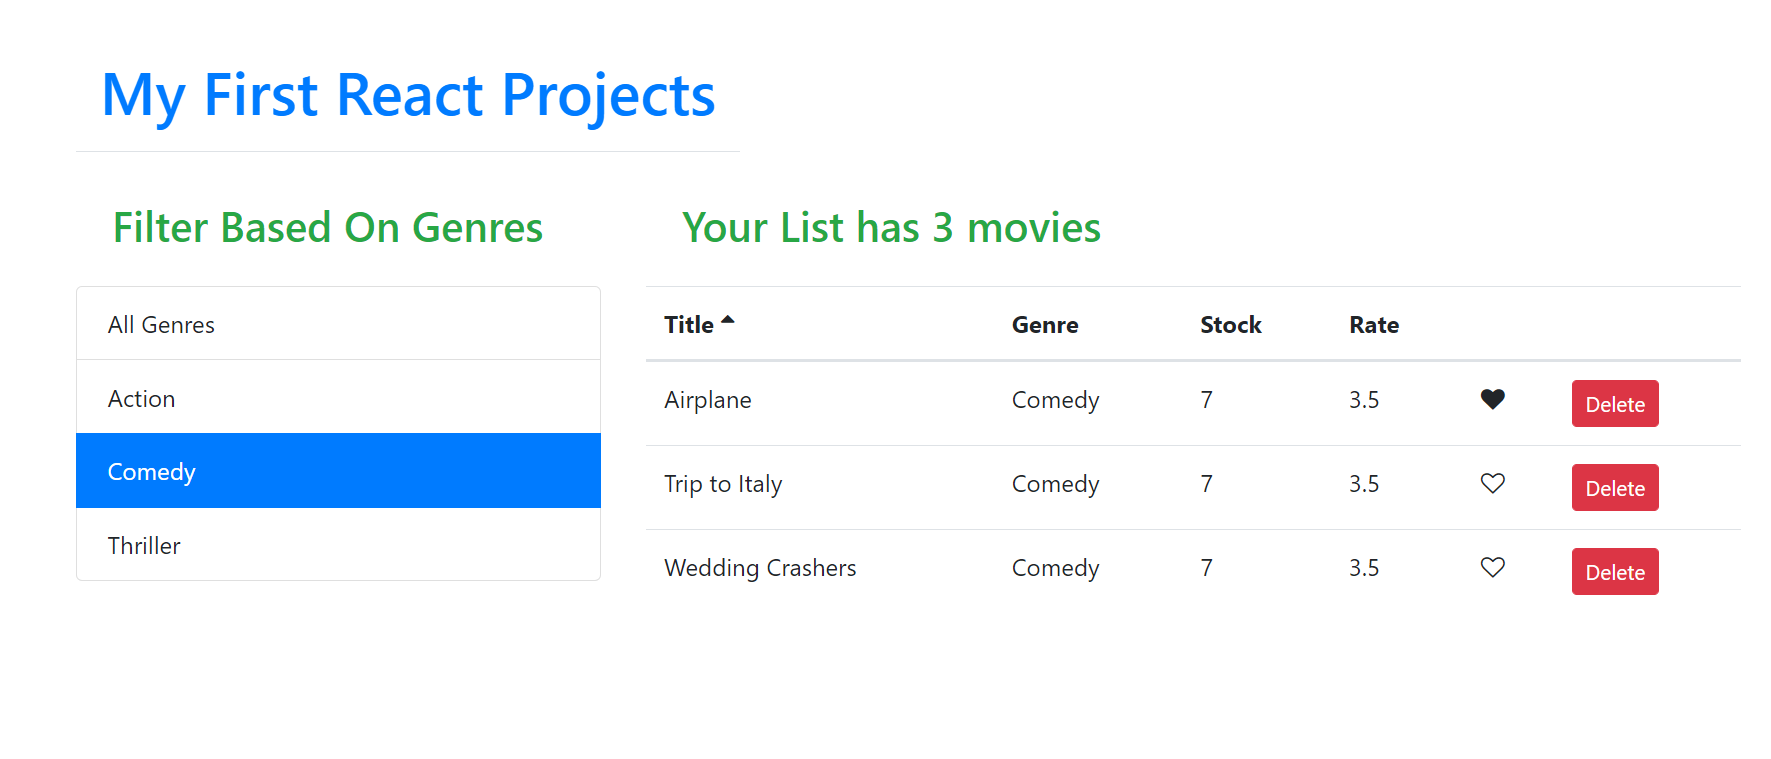 My First React Projects
Filter Based On Genres
All Genres
Action
Comedy
Thriller
Your List has 3 movies
Title Genre Stock Rate
Airplane Comedy 7 3.5 Delete
Trip to Italy Comedy 7 3.5 Delete
Wedding Crashers Comedy 7 3.5 Delete